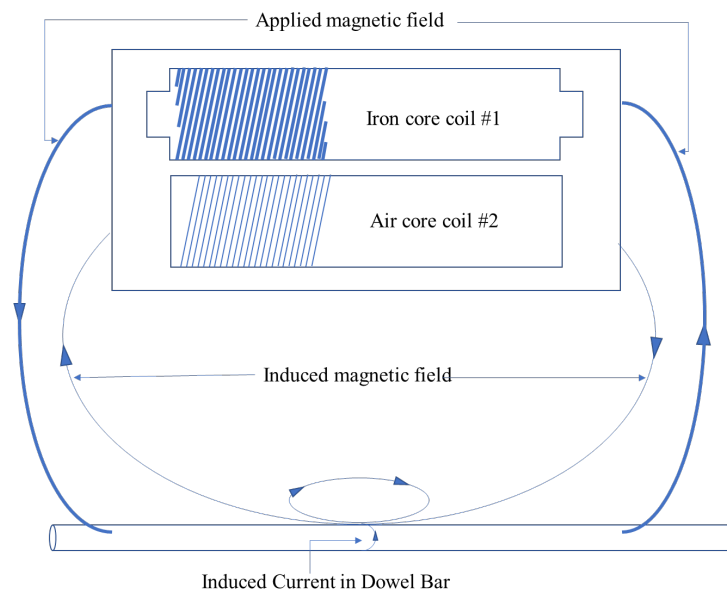 Applied magnetic field
Iron core coil #1
Air core coil #2
Induced magnetic field
Induced Current in Dowel Bar